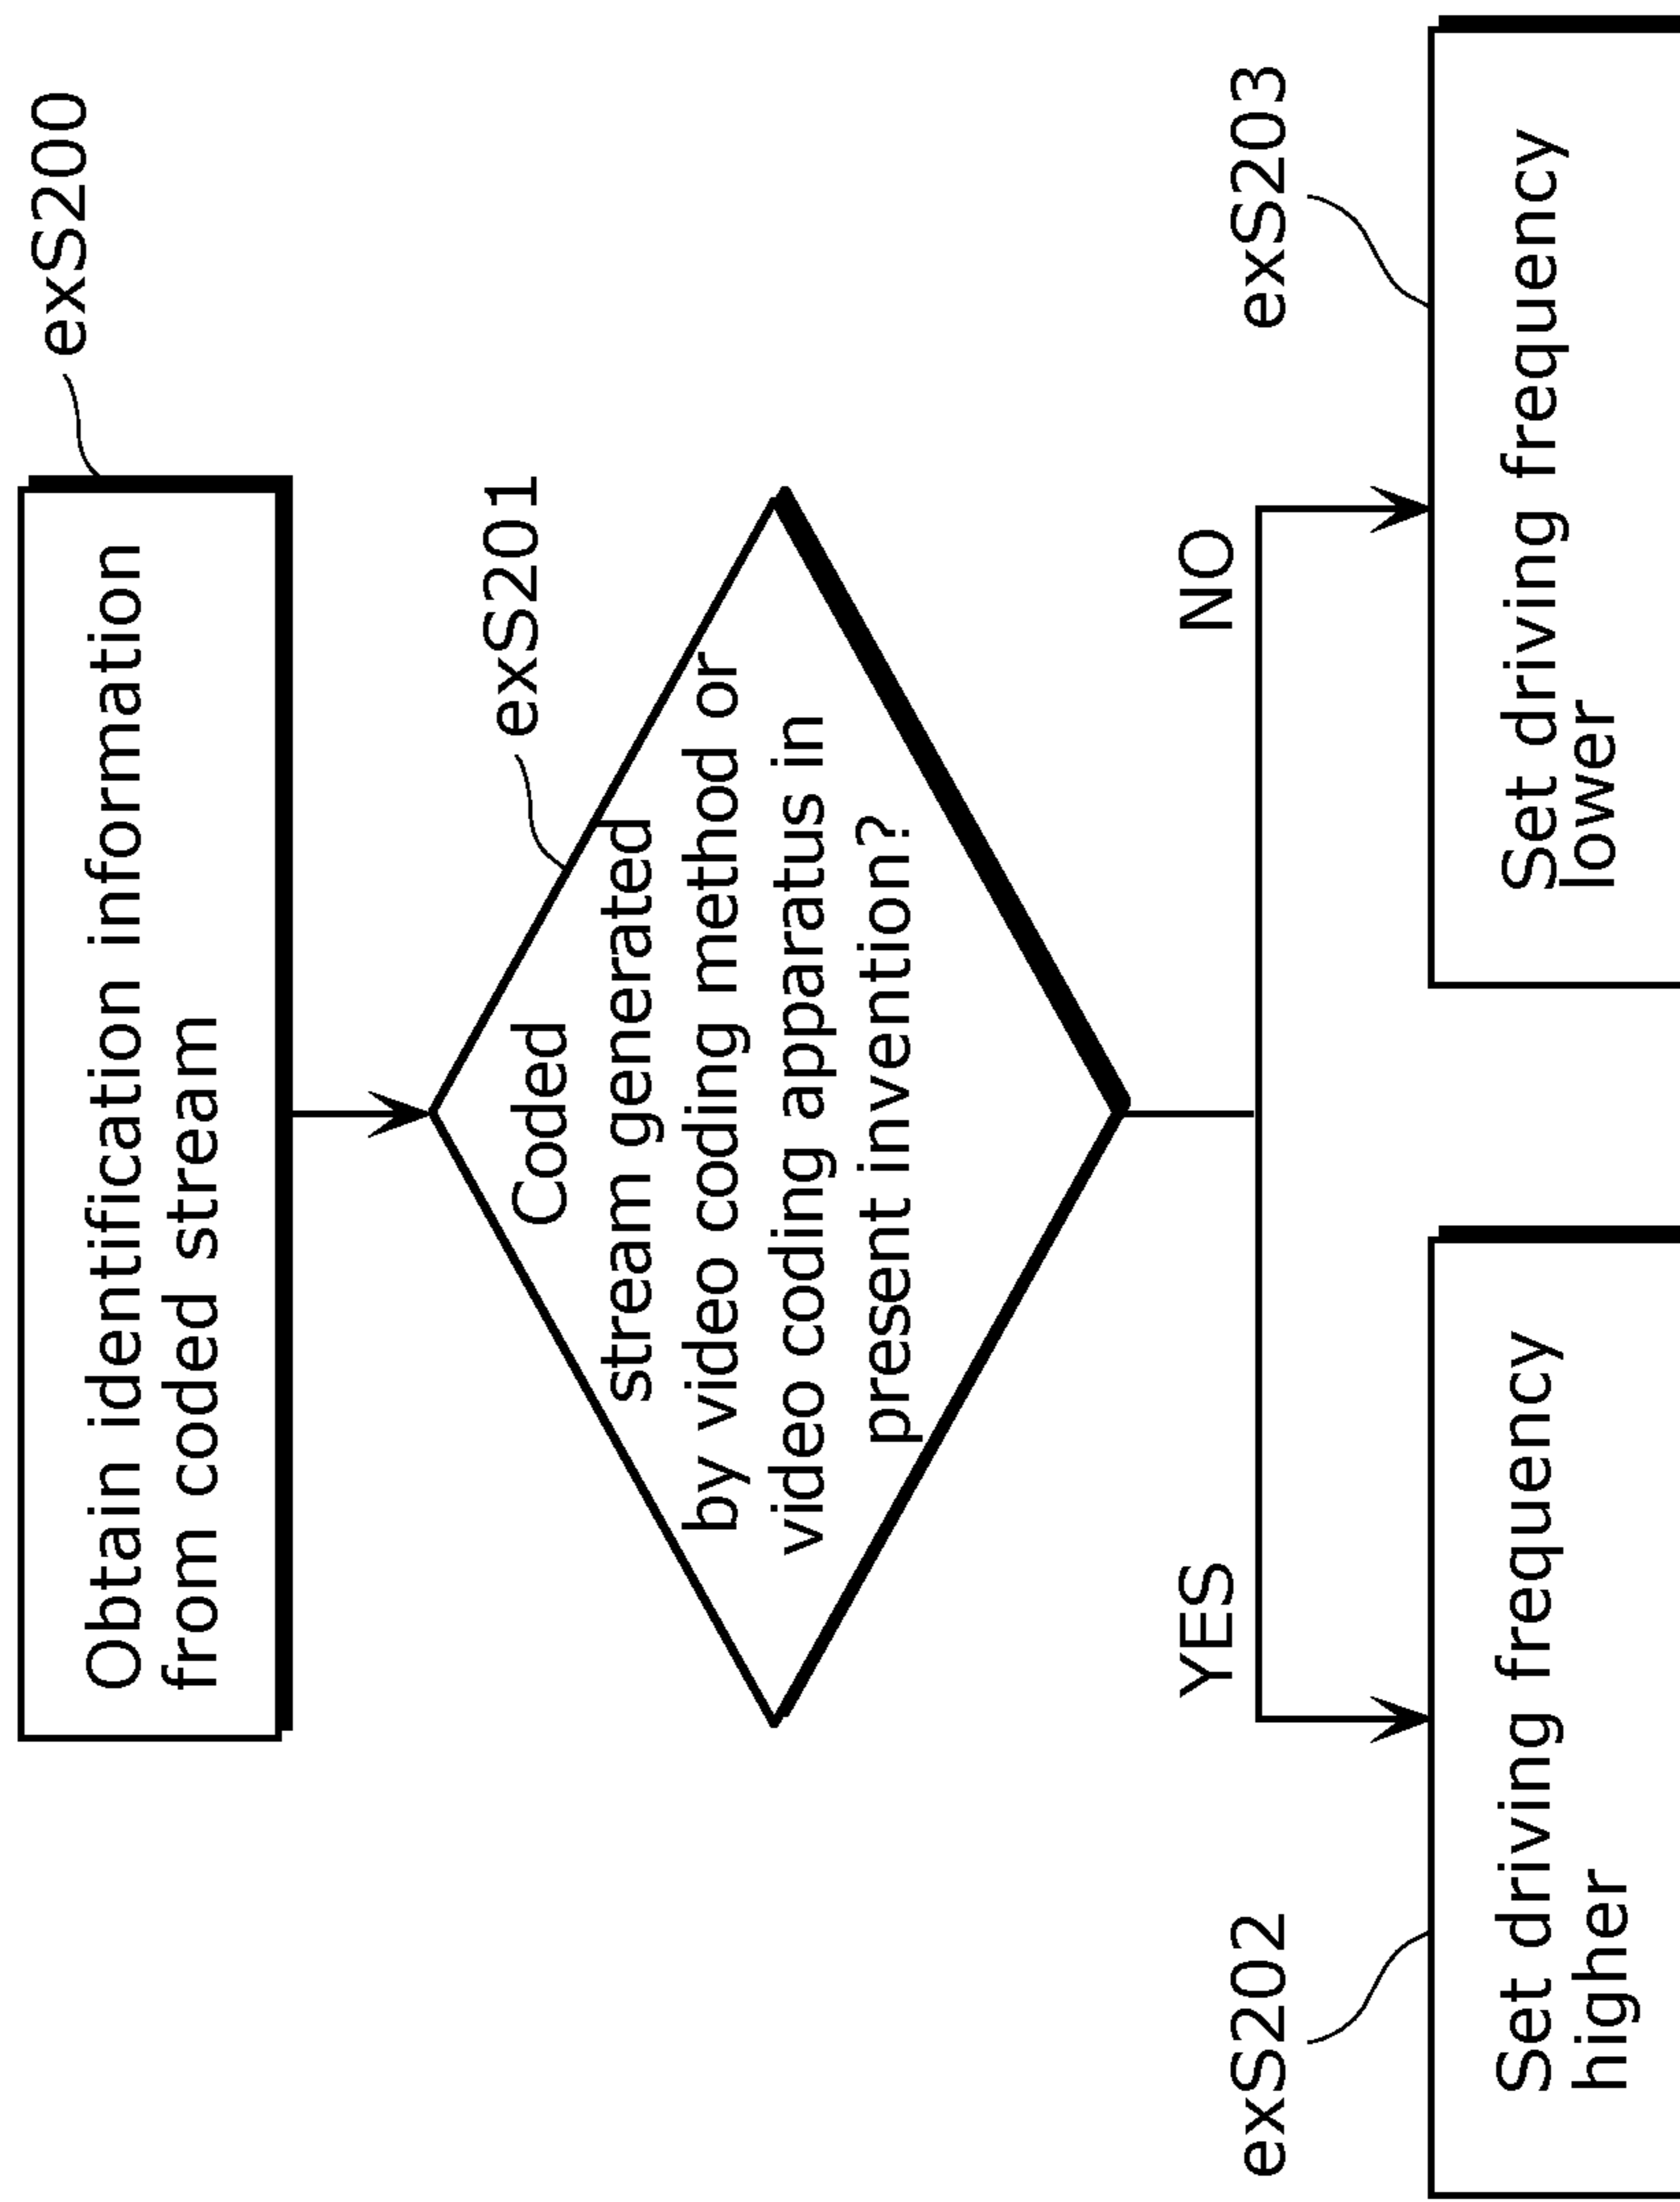 exS200
Obtain identification information
from coded stream
exS201
Coded
stream generated
by video coding method or
video coding apparatus in
present invention?
YES
NO
exS202
exS203
Set driving frequency
higher
Set driving frequency
lower